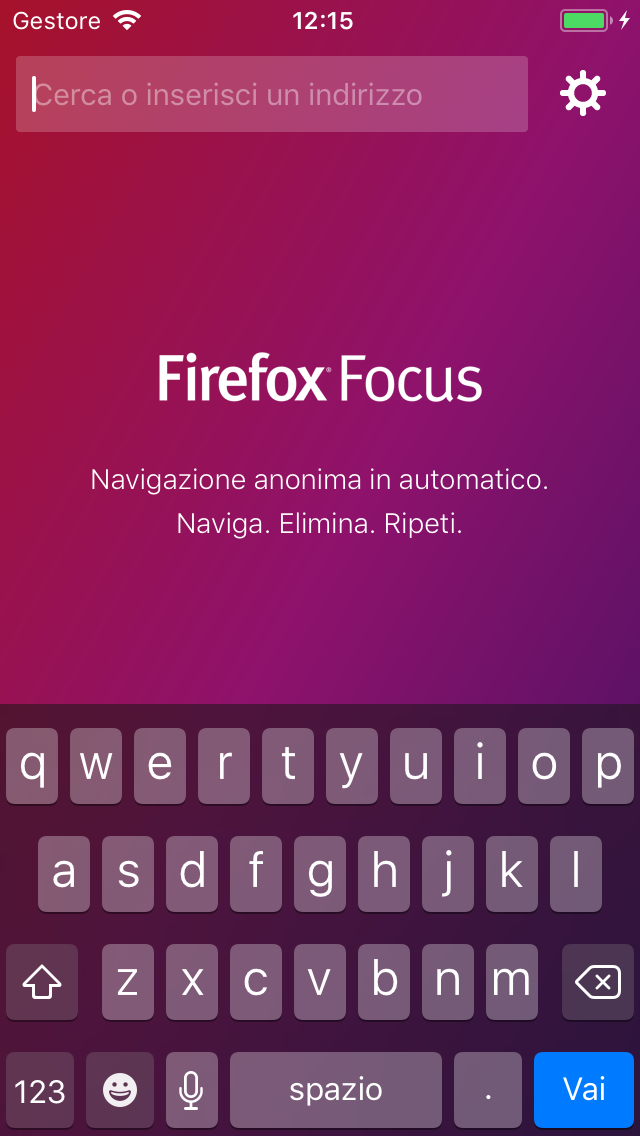 Gestore 12:15
Cerca o inserisci un indirizzo
Firefox® Focus
Navigazione anonima in automatico.
Naviga. Elimina. Ripeti.
q w e r t y u i o p
a s d f g h j k l
z x c v b n m
123 spazio . Vai